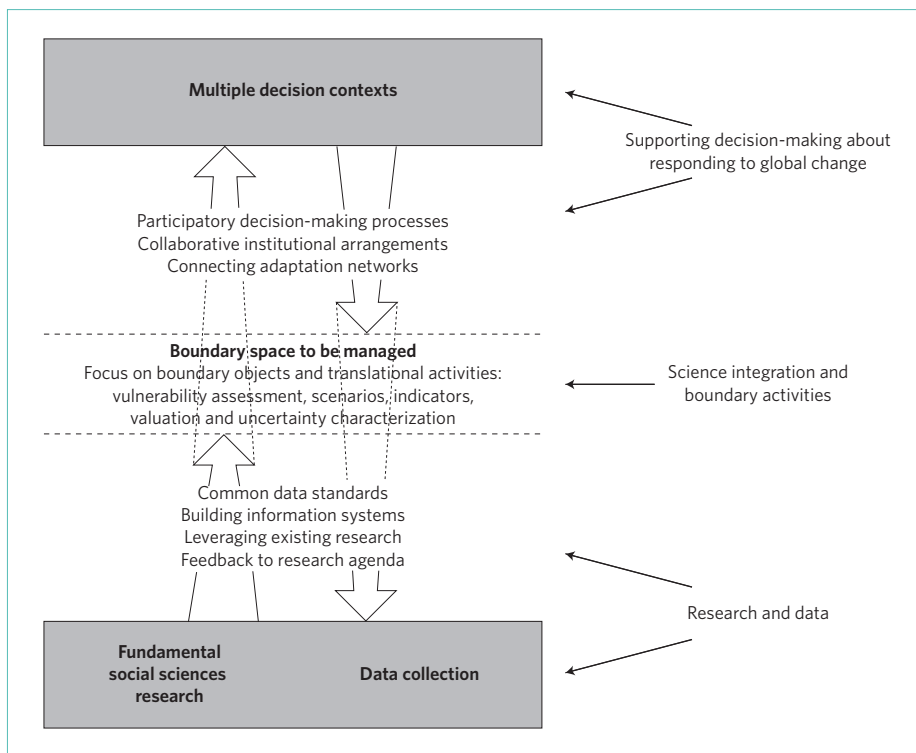 Multiple decision contexts
Supporting decision-making about
responding to global change
Participatory decision-making processes
Collaborative institutional arrangements
Connecting adaptation networks
Boundary space to be managed
Focus on boundary objects and translational activities:
vulnerability assessment, scenarios, indicators,
valuation and uncertainty characterization
Science integration and
boundary activities
Common data standards
Building information systems
Leveraging existing research
Feedback to research agenda
Research and data
Fundamental
social sciences
research
Data collection